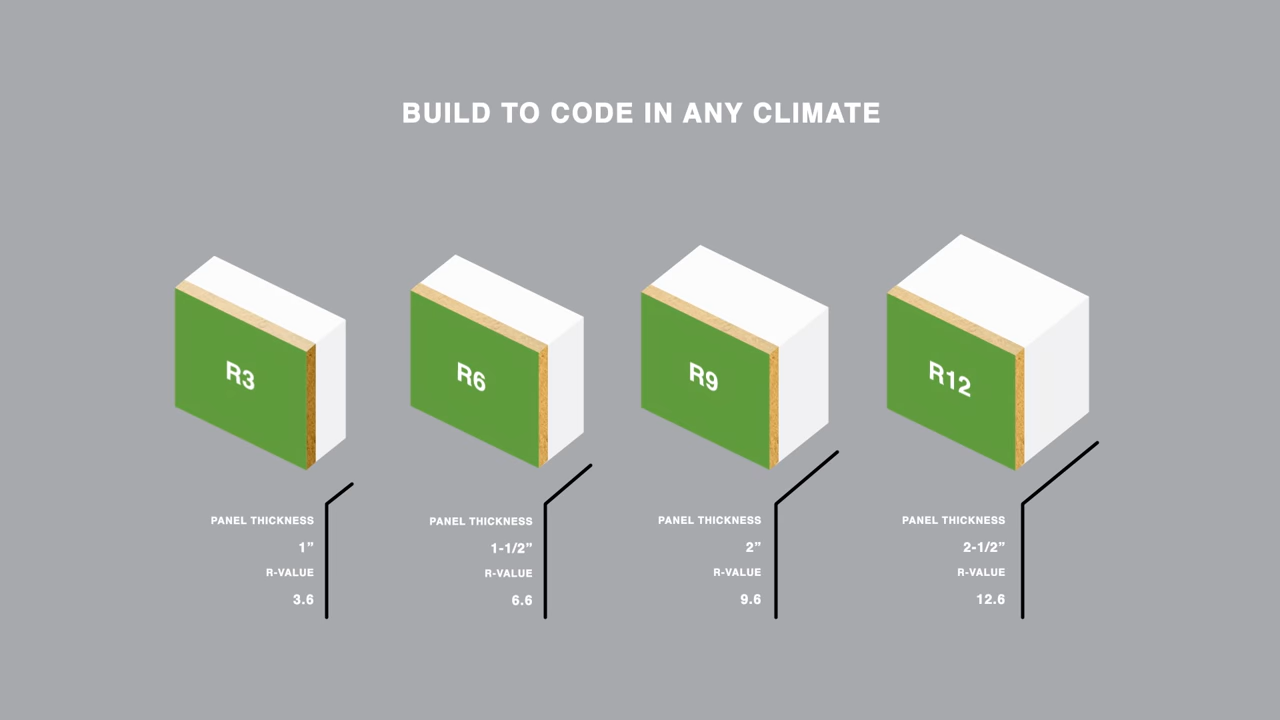 BUILD TO CODE IN ANY CLIMATE
R3
R6
R9
R12
PANEL THICKNESS
1”
R-VALUE
3.6
PANEL THICKNESS
1-1/2”
R-VALUE
6.6
PANEL THICKNESS
2”
R-VALUE
9.6
PANEL THICKNESS
2-1/2”
R-VALUE
12.6